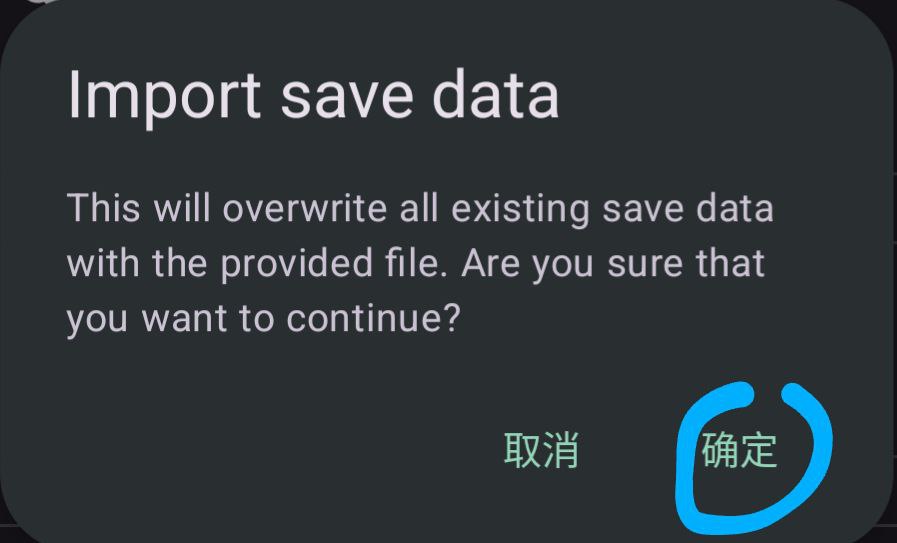 Import save data
This will overwrite all existing save data
with the provided file. Are you sure that
you want to continue?
取消 确定